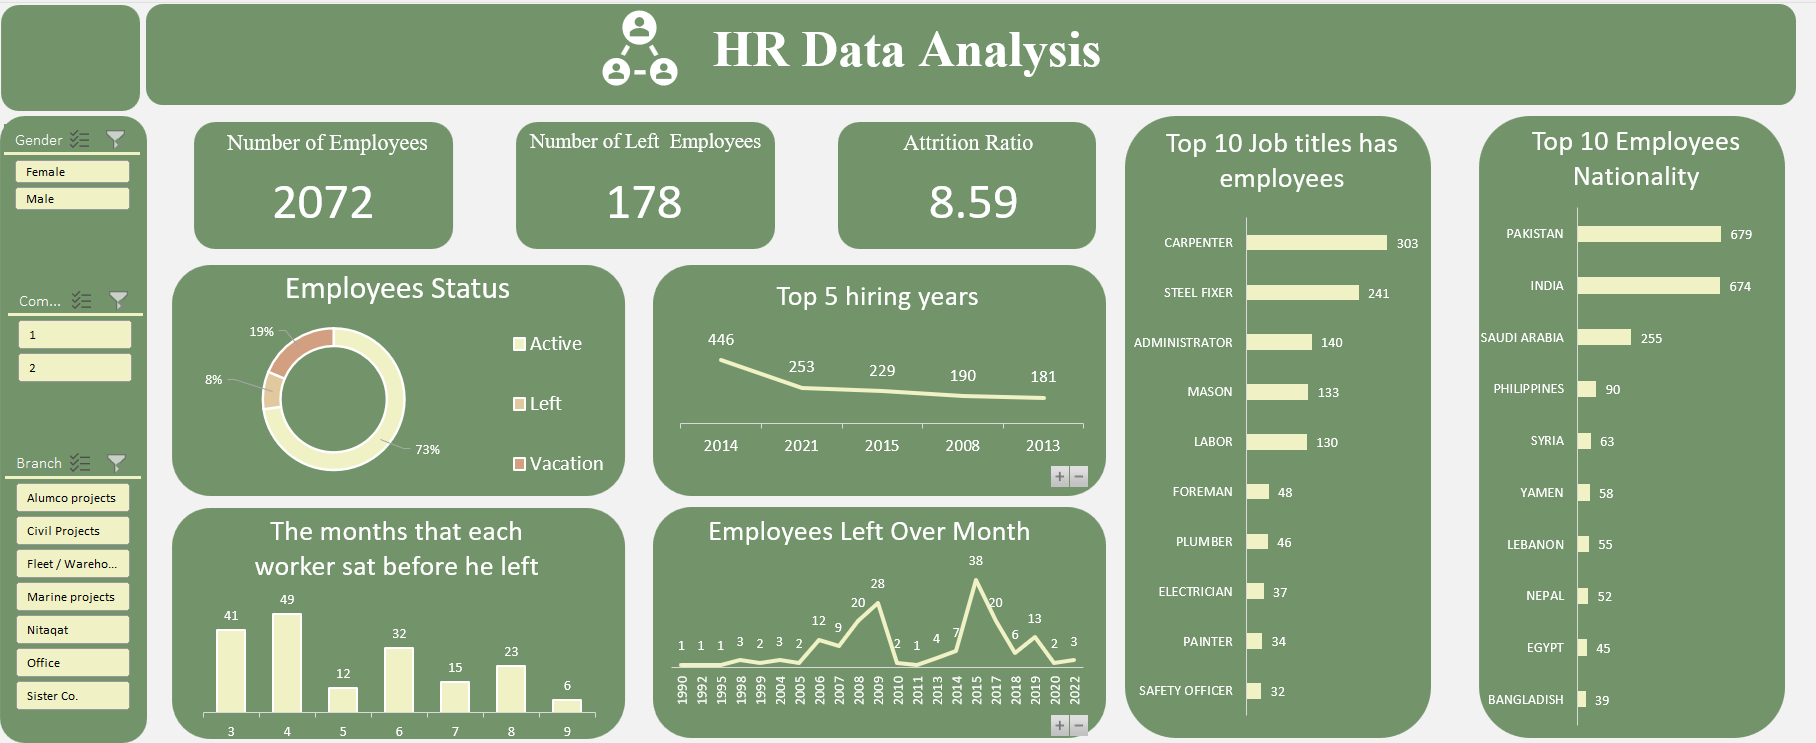 HR Data Analysis
Gender
Female
Male
Com...
1
2
Branch
Alumco projects
Civil Projects
Fleet / Wareho...
Marine projects
Nitaqat
Office
Sister Co.
Number of Employees
2072
Number of Left Employees
178
Attrition Ratio
8.59
Employees Status
19%
8%
73%
Active
Left
Vacation
Top 5 hiring years
446
253
229
190
181
2014 2021 2015 2008 2013
+ −
The months that each
worker sat before he left
41
49
12
32
15
23
6
3 4 5 6 7 8 9
Employees Left Over Month
1 1 1 3 2 3 2 12 9 20 28 2 1 4 7 38 20 6 13 2 3
1990 1992 1995 1998 1999 2004 2005 2006 2007 2008 2009 2010 2011 2013 2014 2015 2017 2018 2019 2020 2022
+ −
Top 10 Job titles has
employees
CARPENTER 303
STEEL FIXER 241
ADMINISTRATOR 140
MASON 133
LABOR 130
FOREMAN 48
PLUMBER 46
ELECTRICIAN 37
PAINTER 34
SAFETY OFFICER 32
Top 10 Employees
Nationality
PAKISTAN 679
INDIA 674
SAUDI ARABIA 255
PHILIPPINES 90
SYRIA 63
YAMEN 58
LEBANON 55
NEPAL 52
EGYPT 45
BANGLADISH 39